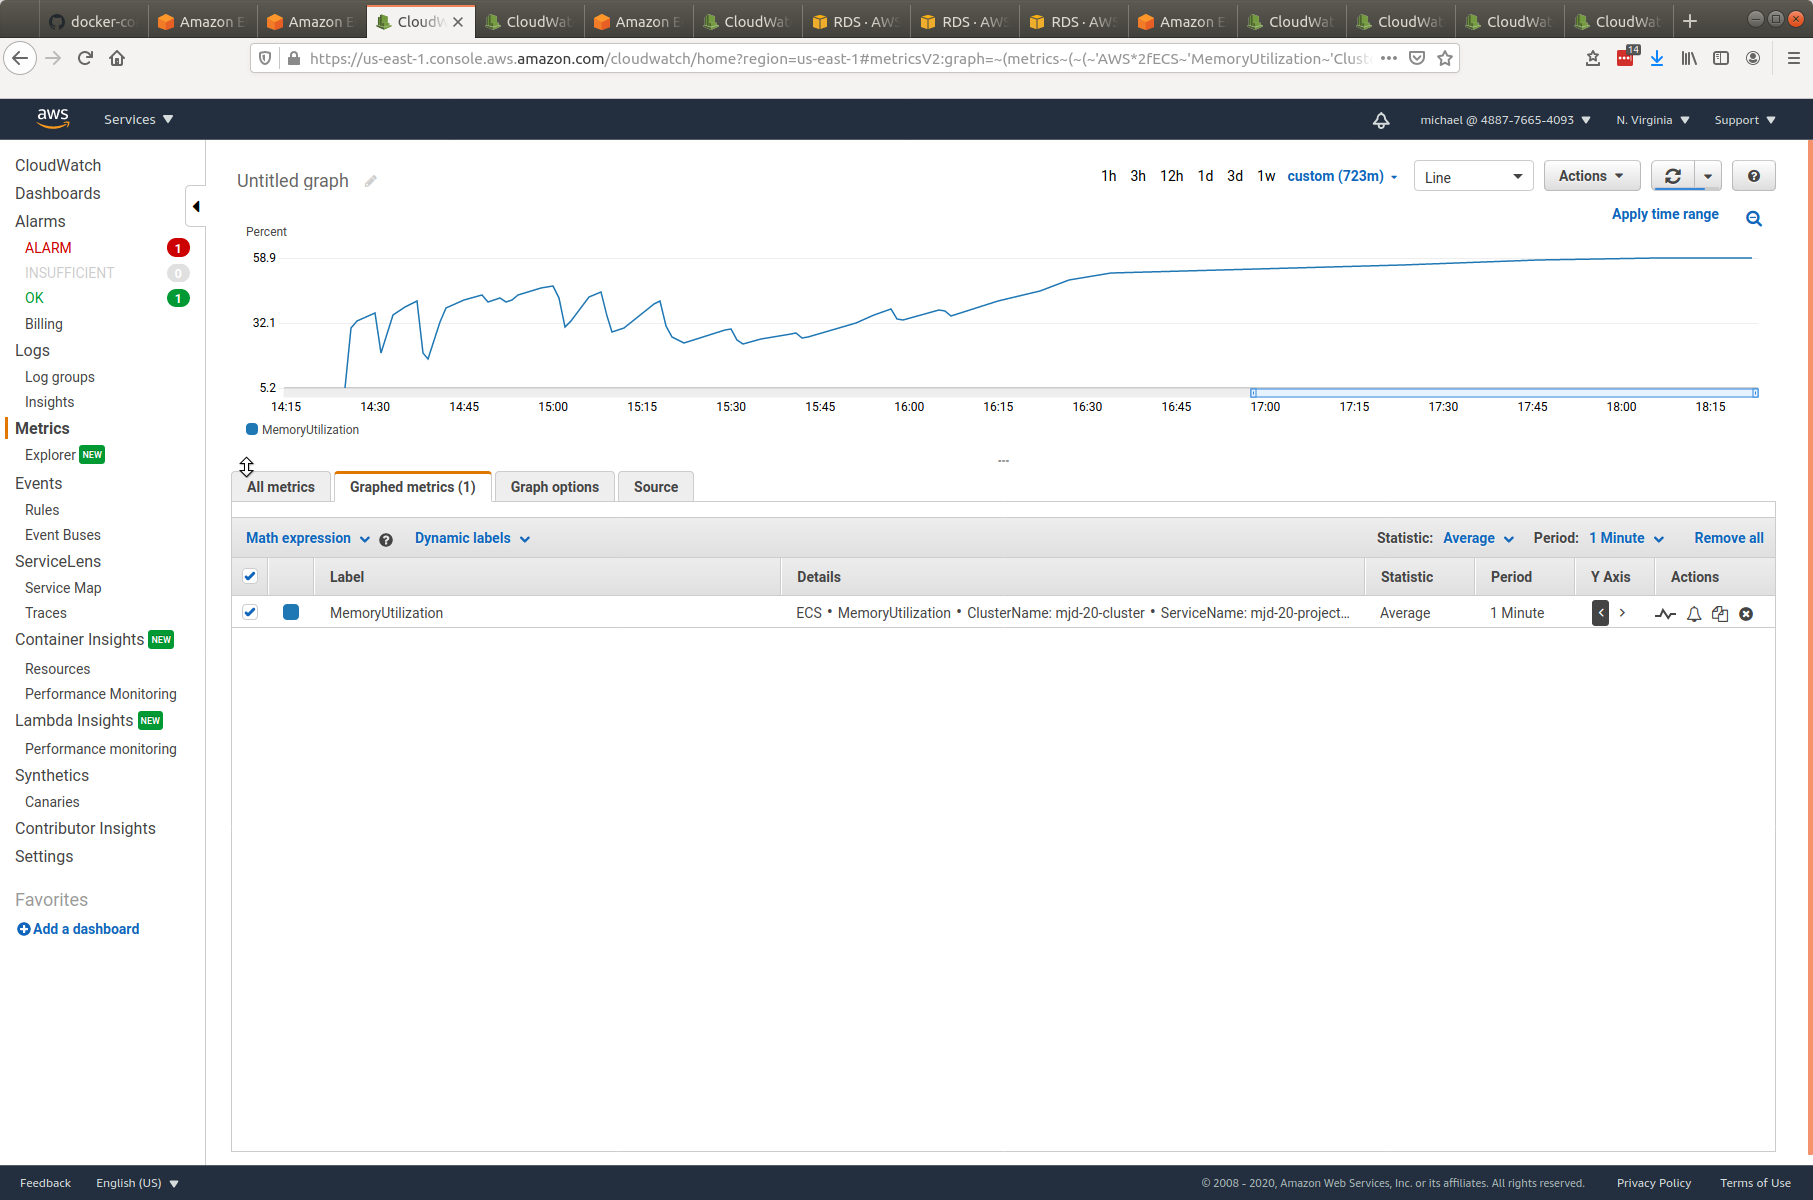 docker-co Amazon E Amazon E CloudW CloudWat Amazon E CloudWat RDS · AWS RDS · AWS RDS · AWS Amazon E CloudWat CloudWat CloudWat CloudWat
https://us-east-1.console.aws.amazon.com/cloudwatch/home?region=us-east-1#metricsV2:graph=~(metrics~(~(~'AWS*2fECS~'MemoryUtilization~'Clust
14
aws Services michael @ 4887-7665-4093 N. Virginia Support
CloudWatch
Dashboards
Alarms
ALARM 1
INSUFFICIENT 0
OK 1
Billing
Logs
Log groups
Insights
Metrics
Explorer NEW
Events
Rules
Event Buses
ServiceLens
Service Map
Traces
Container Insights NEW
Resources
Performance Monitoring
Lambda Insights NEW
Performance monitoring
Synthetics
Canaries
Contributor Insights
Settings
Favorites
Add a dashboard
Untitled graph
1h 3h 12h 1d 3d 1w custom (723m) Line Actions
Apply time range
Percent
58.9
32.1
5.2
14:15 14:30 14:45 15:00 15:15 15:30 15:45 16:00 16:15 16:30 16:45 17:00 17:15 17:30 17:45 18:00 18:15
MemoryUtilization
All metrics Graphed metrics (1) Graph options Source
Math expression Dynamic labels Statistic: Average Period: 1 Minute Remove all
Label Details Statistic Period Y Axis Actions
MemoryUtilization ECS • MemoryUtilization • ClusterName: mjd-20-cluster • ServiceName: mjd-20-project... Average 1 Minute
Feedback English (US) © 2008 - 2020, Amazon Web Services, Inc. or its affiliates. All rights reserved. Privacy Policy Terms of Use